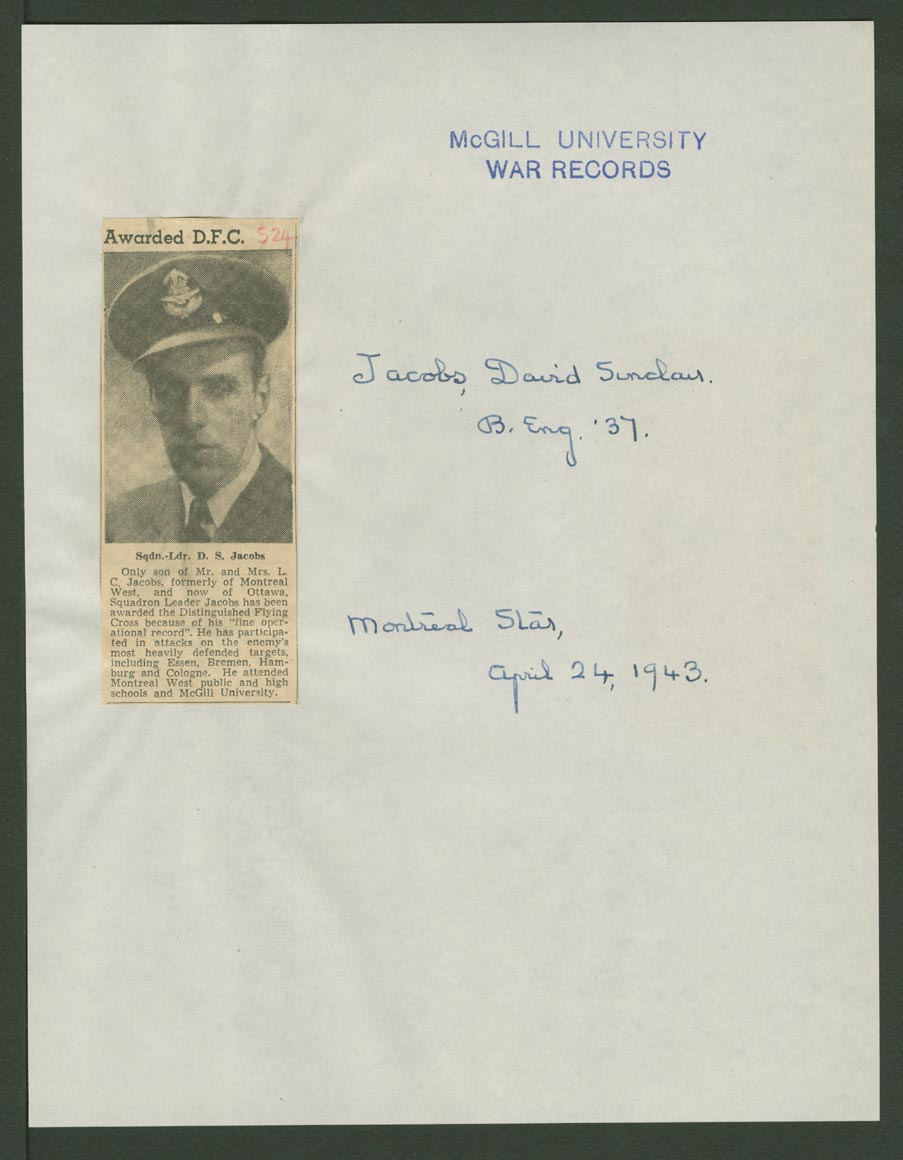 McGILL UNIVERSITY
WAR RECORDS
Awarded D.F.C. S24
Sqdn.-Ldr. D. S. Jacobs
Only son of Mr. and Mrs. L.
C. Jacobs, formerly of Montreal
West, and now of Ottawa,
Squadron Leader Jacobs has been
awarded the Distinguished Flying
Cross because of his "fine oper-
ational record". He has participa-
ted in attacks on the enemy's
most heavily defended targets,
including Essen, Bremen, Ham-
burg and Cologne. He attended
Montreal West public and high
schools and McGill University.
Jacobs, David Sinclair.
B. Eng. '37.
Montreal Star,
April 24, 1943.